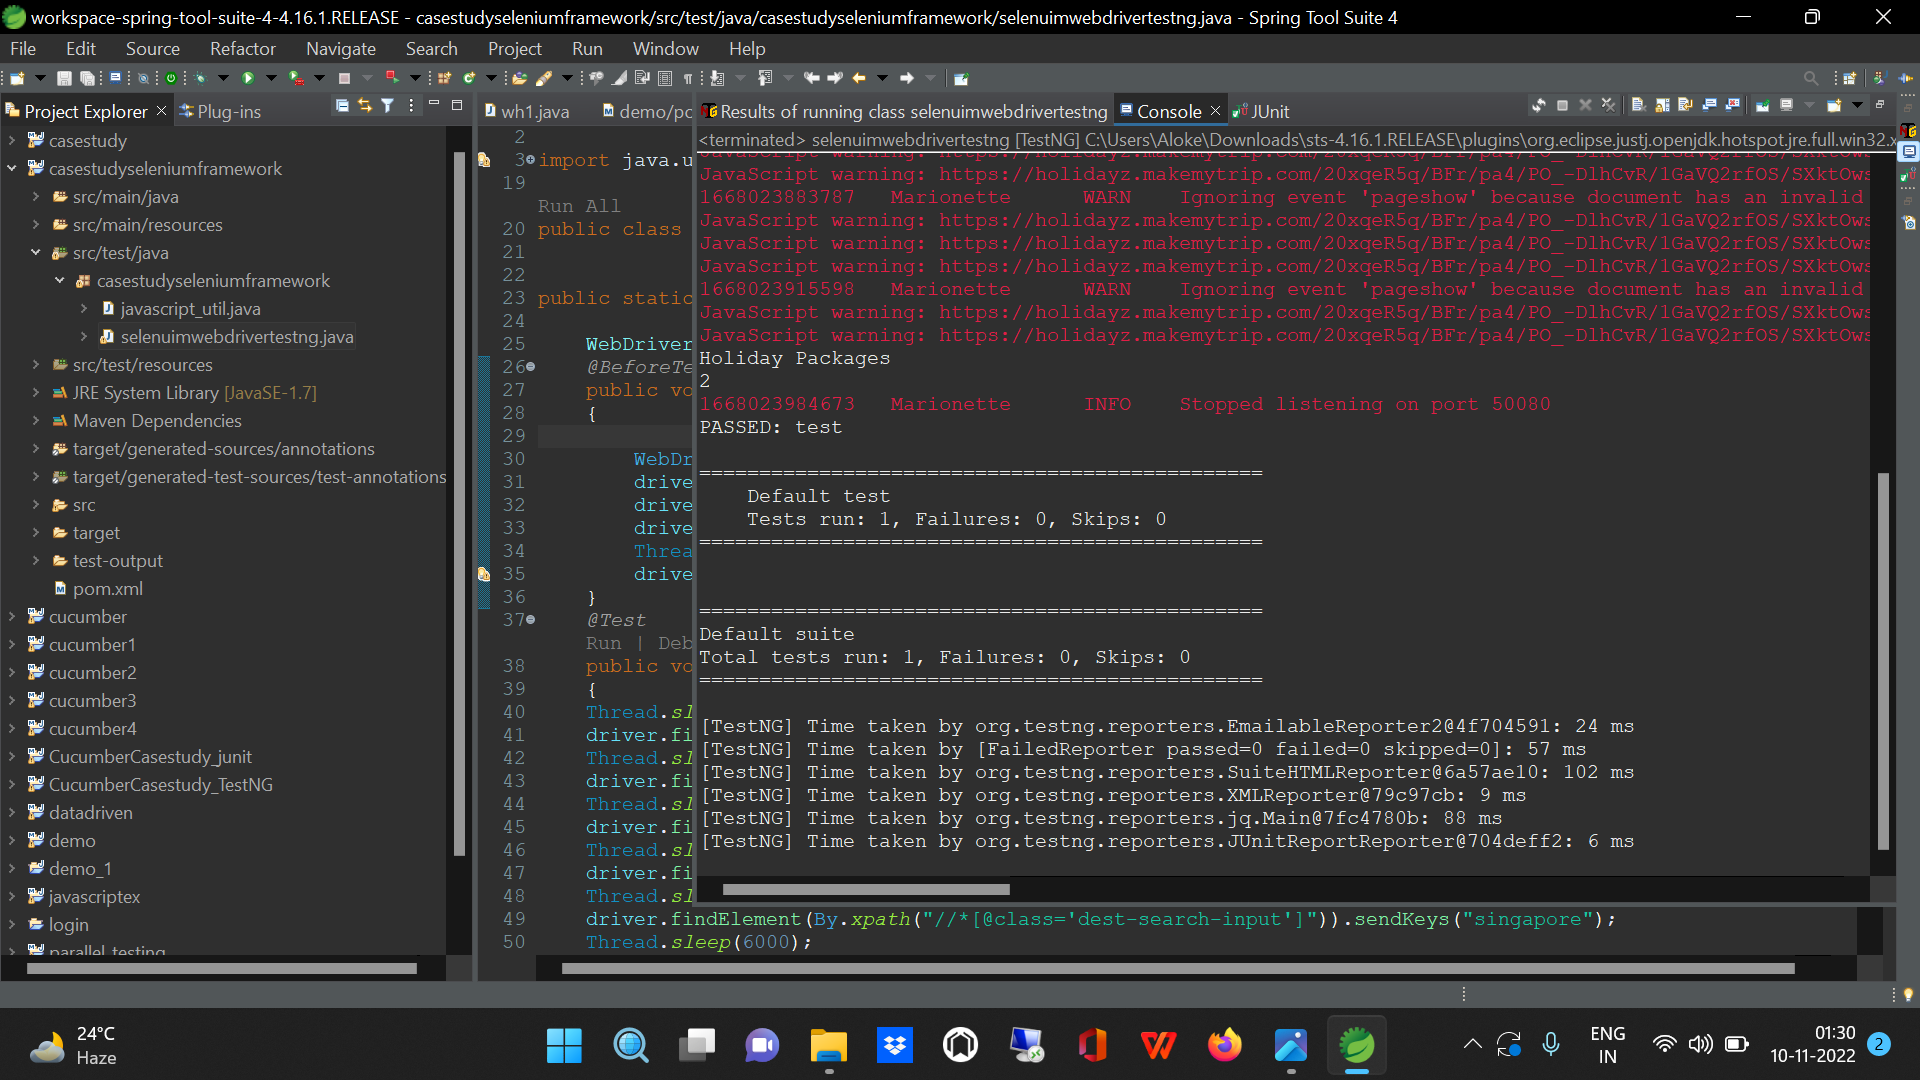 workspace-spring-tool-suite-4-4.16.1.RELEASE - casestudyseleniumframework/src/test/java/casestudyseleniumframework/selenuimwebdrivertestng.java - Spring Tool Suite 4
File Edit Source Refactor Navigate Search Project Run Window Help
Project Explorer
Plug-ins
casestudy
casestudyseleniumframework
src/main/java
src/main/resources
src/test/java
casestudyseleniumframework
javascript_util.java
selenuimwebdrivertestng.java
src/test/resources
JRE System Library [JavaSE-1.7]
Maven Dependencies
target/generated-sources/annotations
target/generated-test-sources/test-annotations
src
target
test-output
pom.xml
cucumber
cucumber1
cucumber2
cucumber3
cucumber4
CucumberCasestudy_junit
CucumberCasestudy_TestNG
datadriven
demo
demo_1
javascriptex
login
parallel testing
wh1.java
demo/po
2
3 import java.u
19
Run All
20 public class
21
22
23 public static
24
25 WebDriver
26 @BeforeTe
27 public vo
28 {
29
30 WebDr
31 drive
32 drive
33 drive
34 Threa
35 drive
36 }
37 @Test
Run | Deb
38 public vo
39 {
40 Thread.sl
41 driver.fi
42 Thread.sl
43 driver.fi
44 Thread.sl
45 driver.fi
46 Thread.sl
47 driver.fi
48 Thread.sl
49 driver.findElement(By.xpath("//*[@class='dest-search-input']")).sendKeys("singapore");
50 Thread.sleep(6000);
Results of running class selenuimwebdrivertestng
Console
JUnit
<terminated> selenuimwebdrivertestng [TestNG] C:\Users\Aloke\Downloads\sts-4.16.1.RELEASE\plugins\org.eclipse.justj.openjdk.hotspot.jre.full.win32.x
JavaScript warning: https://holidayz.makemytrip.com/20xqeR5q/BFr/pa4/PO_-DlhCvR/1GaVQ2rfOS/SXktOws
JavaScript warning: https://holidayz.makemytrip.com/20xqeR5q/BFr/pa4/PO_-DlhCvR/1GaVQ2rfOS/SXktOws
1668023883787 Marionette WARN Ignoring event 'pageshow' because document has an invalid
JavaScript warning: https://holidayz.makemytrip.com/20xqeR5q/BFr/pa4/PO_-DlhCvR/1GaVQ2rfOS/SXktOws
JavaScript warning: https://holidayz.makemytrip.com/20xqeR5q/BFr/pa4/PO_-DlhCvR/1GaVQ2rfOS/SXktOws
JavaScript warning: https://holidayz.makemytrip.com/20xqeR5q/BFr/pa4/PO_-DlhCvR/1GaVQ2rfOS/SXktOws
1668023915598 Marionette WARN Ignoring event 'pageshow' because document has an invalid
JavaScript warning: https://holidayz.makemytrip.com/20xqeR5q/BFr/pa4/PO_-DlhCvR/1GaVQ2rfOS/SXktOws
JavaScript warning: https://holidayz.makemytrip.com/20xqeR5q/BFr/pa4/PO_-DlhCvR/1GaVQ2rfOS/SXktOws
Holiday Packages
2
1668023984673 Marionette INFO Stopped listening on port 50080
PASSED: test
===============================================
Default test
Tests run: 1, Failures: 0, Skips: 0
===============================================
===============================================
Default suite
Total tests run: 1, Failures: 0, Skips: 0
===============================================
[TestNG] Time taken by org.testng.reporters.EmailableReporter2@4f704591: 24 ms
[TestNG] Time taken by [FailedReporter passed=0 failed=0 skipped=0]: 57 ms
[TestNG] Time taken by org.testng.reporters.SuiteHTMLReporter@6a57ae10: 102 ms
[TestNG] Time taken by org.testng.reporters.XMLReporter@79c97cb: 9 ms
[TestNG] Time taken by org.testng.reporters.jq.Main@7fc4780b: 88 ms
[TestNG] Time taken by org.testng.reporters.JUnitReportReporter@704deff2: 6 ms
24°C
Haze
ENG
IN
01:30
10-11-2022
2